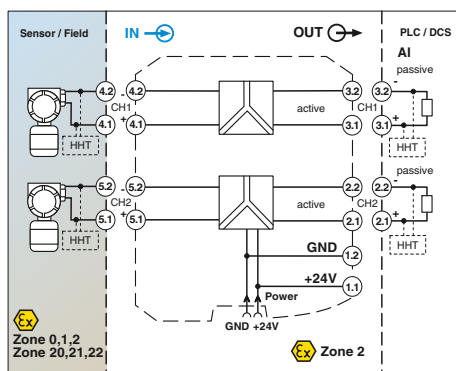 Sensor / Field
IN
OUT
PLC / DCS
AI
passive
4.2
-
4.2
CH1
+
4.1
4.1
HHT
active
3.2
3.2
-
CH1
3.1
3.1
+
HHT
passive
5.2
-
5.2
CH2
+
5.1
5.1
HHT
active
2.2
2.2
-
CH2
2.1
2.1
+
HHT
GND
1.2
+24V
1.1
Power
GND +24V
Ex
Zone 0,1,2
Zone 20,21,22
Ex
Zone 2